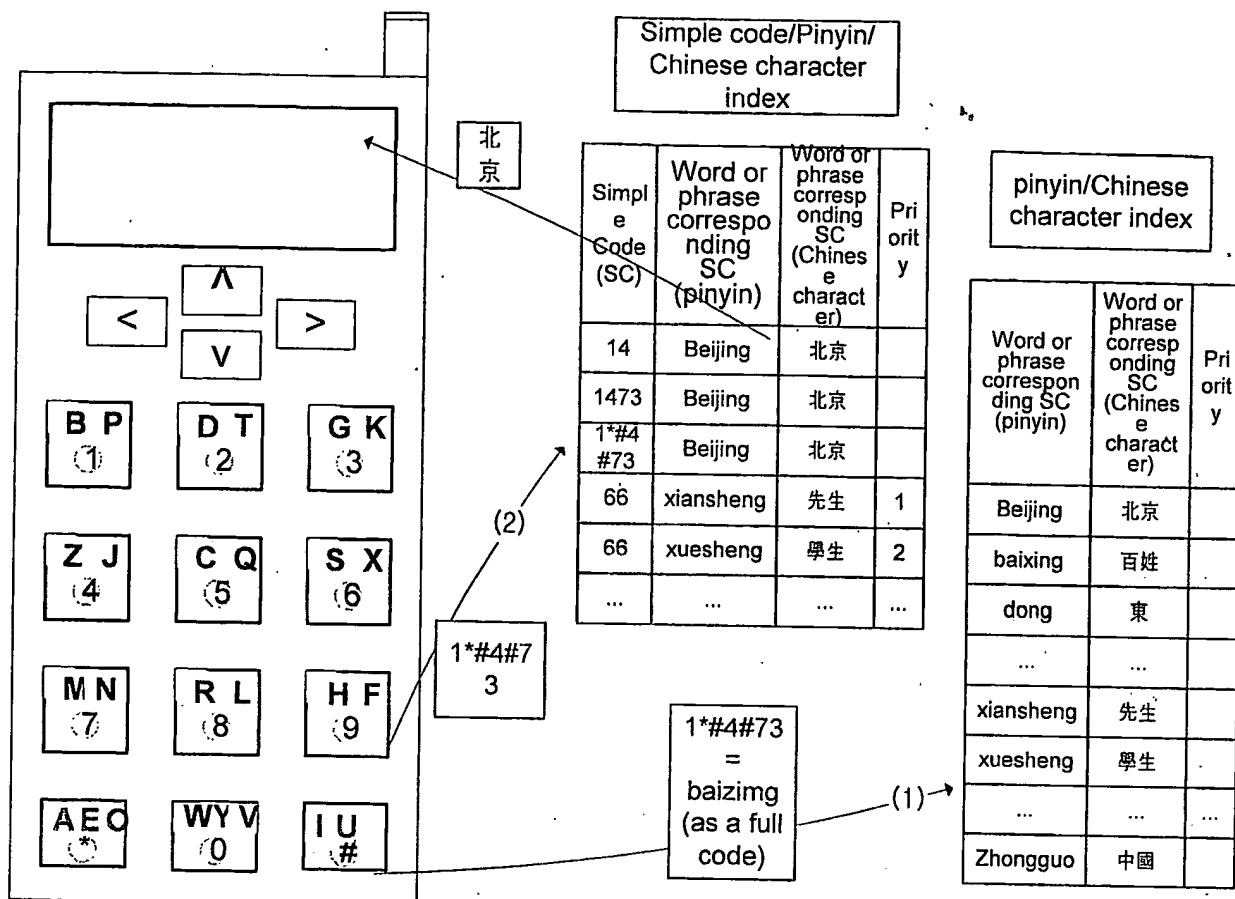 Simple code/Pinyin/
Chinese character
index
北
京
pinyin/Chinese
character index
Simpl
e
Code
(SC)
Word or
phrase
correspo
nding
SC
(pinyin)
Word or
phrase
corresp
onding
SC
(Chines
e
charact
er)
Pri
orit
y
14 Beijing 北京
1473 Beijing 北京
1*#4
#73 Beijing 北京
66 xiansheng 先生 1
66 xuesheng 學生 2
... ... ... ...
Word or
phrase
correspon
ding SC
(pinyin)
Word or
phrase
corresp
onding
SC
(Chines
e
charact
er)
Pri
orit
y
Beijing 北京
baixing 百姓
dong 東
... ...
xiansheng 先生
xuesheng 學生
... ... ...
Zhongguo 中國
Λ
< >
V
B P D T G K
1 2 3
Z J C Q S X
4 5 6
M N R L H F
7 8 9
A E O W Y V I U
* 0 #
(2)
1*#4#7
3
1*#4#73
=
baizimg
(as a full
code)
(1)